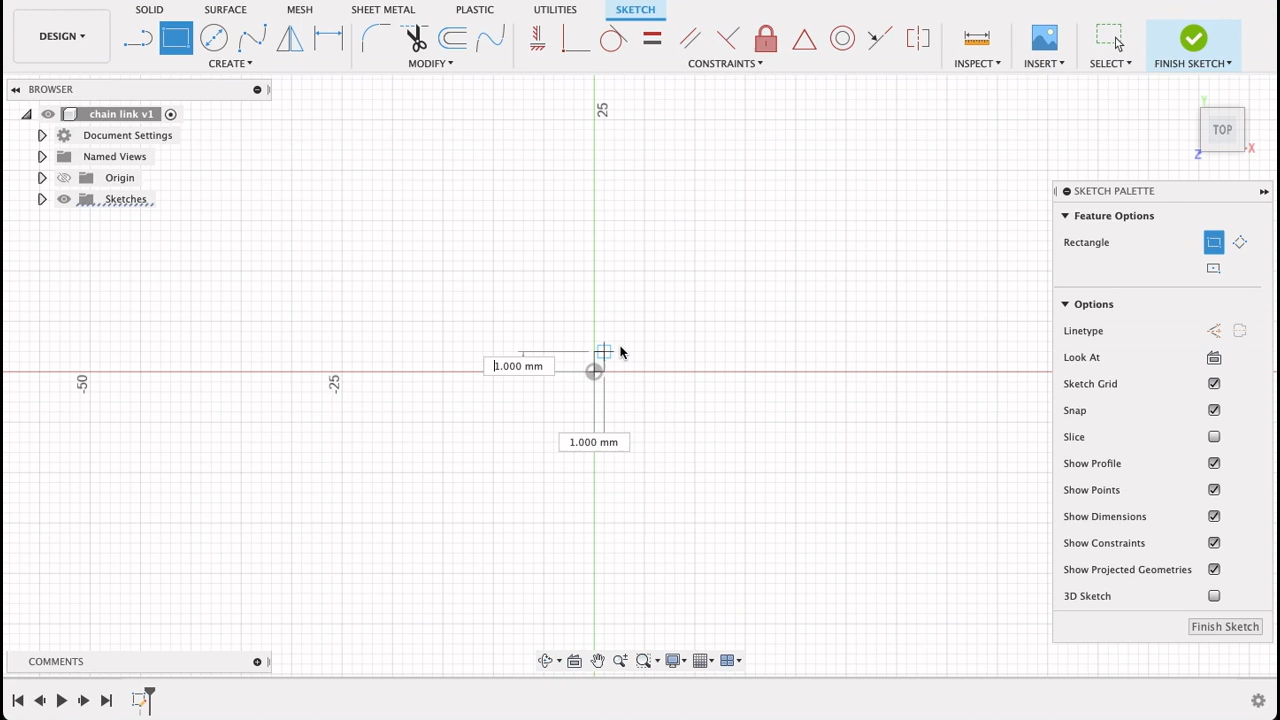 SOLID SURFACE MESH SHEET METAL PLASTIC UTILITIES SKETCH
DESIGN
CREATE MODIFY CONSTRAINTS INSPECT INSERT SELECT FINISH SKETCH
BROWSER
chain link v1
Document Settings
Named Views
Origin
Sketches
25
Y
TOP
X
Z
-50
-25
1.000 mm
1.000 mm
SKETCH PALETTE
Feature Options
Rectangle
Options
Linetype
Look At
Sketch Grid
Snap
Slice
Show Profile
Show Points
Show Dimensions
Show Constraints
Show Projected Geometries
3D Sketch
Finish Sketch
COMMENTS